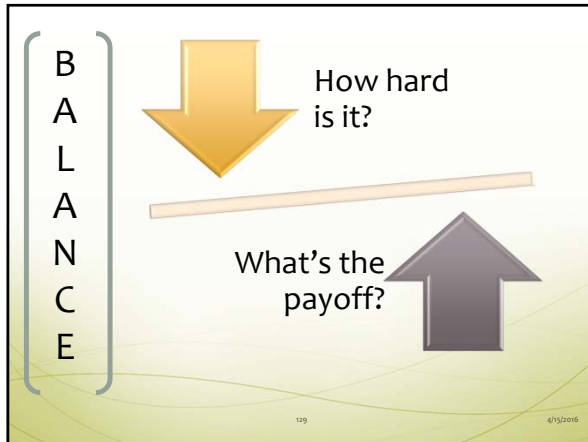 B
A
L
A
N
C
E
How hard
is it?
What's the
payoff?
129
4/15/2016